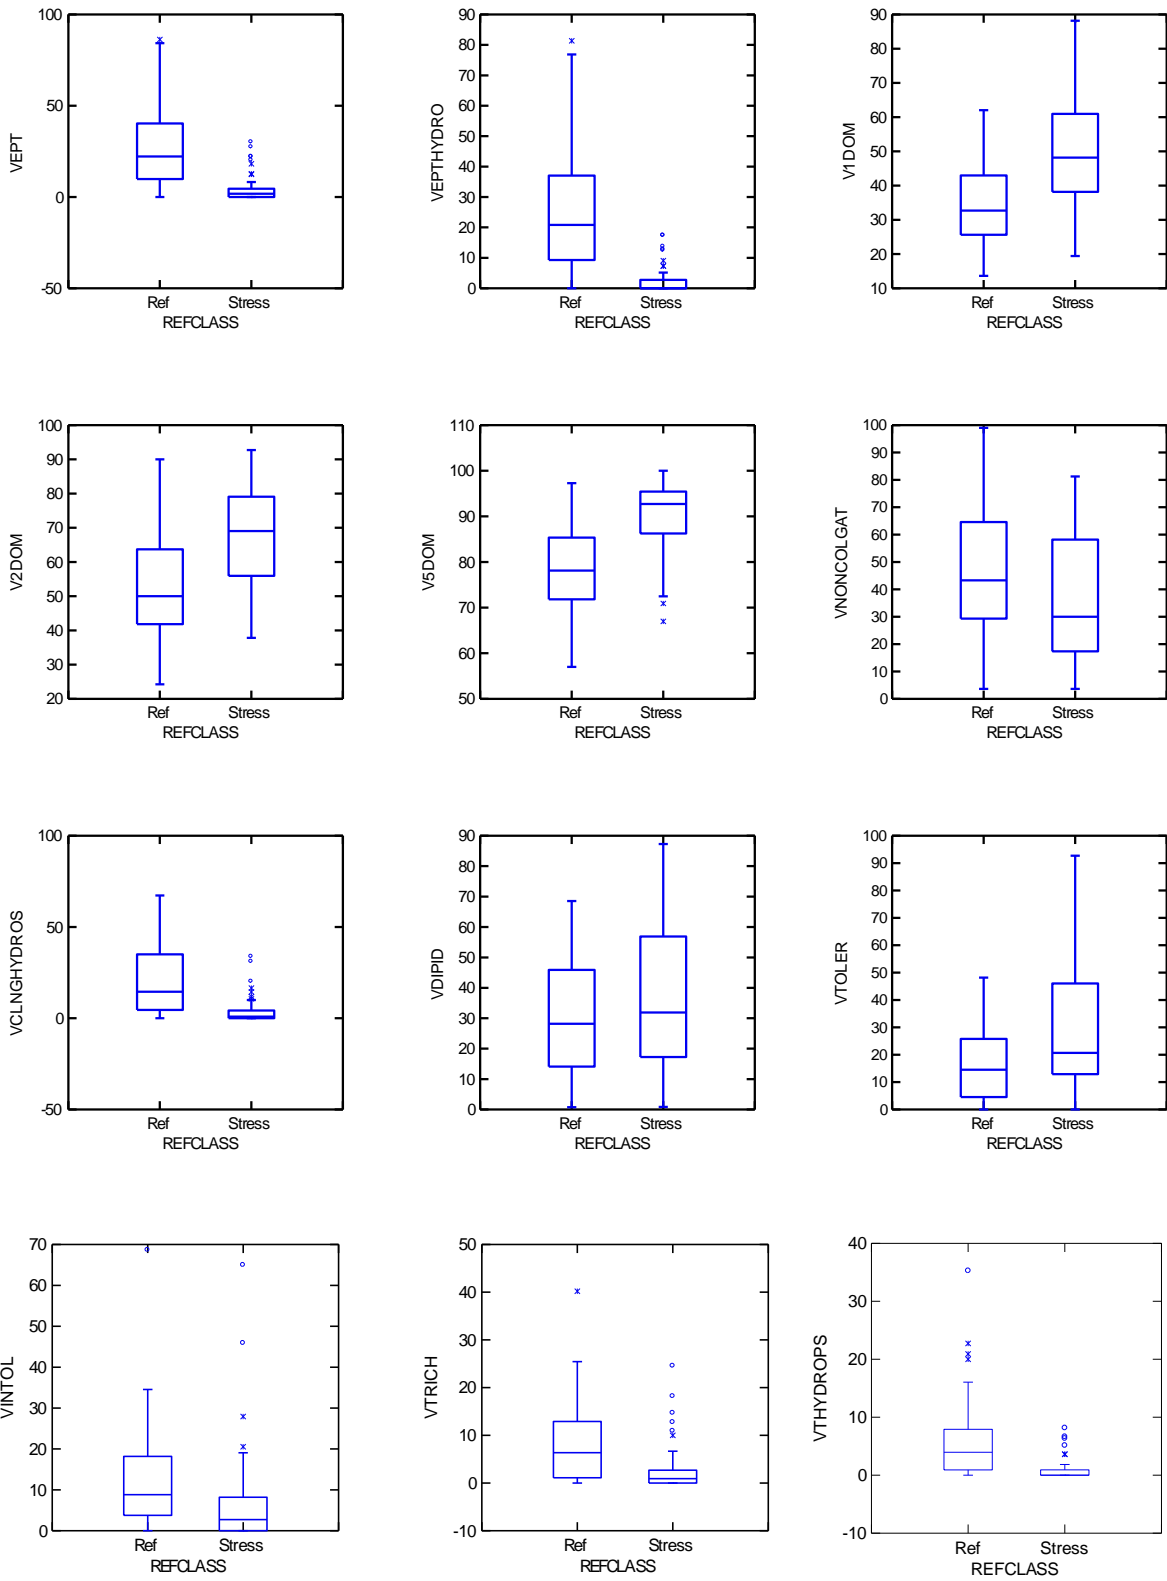 100
50
0
-50
VEPT
Ref Stress
REFCLASS
90
80
70
60
50
40
30
20
10
0
VEPTHYDRO
Ref Stress
REFCLASS
90
80
70
60
50
40
30
20
10
V1DOM
Ref Stress
REFCLASS
100
90
80
70
60
50
40
30
20
V2DOM
Ref Stress
REFCLASS
110
100
90
80
70
60
50
V5DOM
Ref Stress
REFCLASS
100
90
80
70
60
50
40
30
20
10
0
VNONCOLGAT
Ref Stress
REFCLASS
100
50
0
-50
VCLNGHYDROS
Ref Stress
REFCLASS
90
80
70
60
50
40
30
20
10
0
VDIPID
Ref Stress
REFCLASS
100
90
80
70
60
50
40
30
20
10
0
VTOLER
Ref Stress
REFCLASS
70
60
50
40
30
20
10
0
VINTOL
Ref Stress
REFCLASS
50
40
30
20
10
0
-10
VTRICH
Ref Stress
REFCLASS
40
30
20
10
0
-10
VTHYDROPS
Ref Stress
REFCLASS